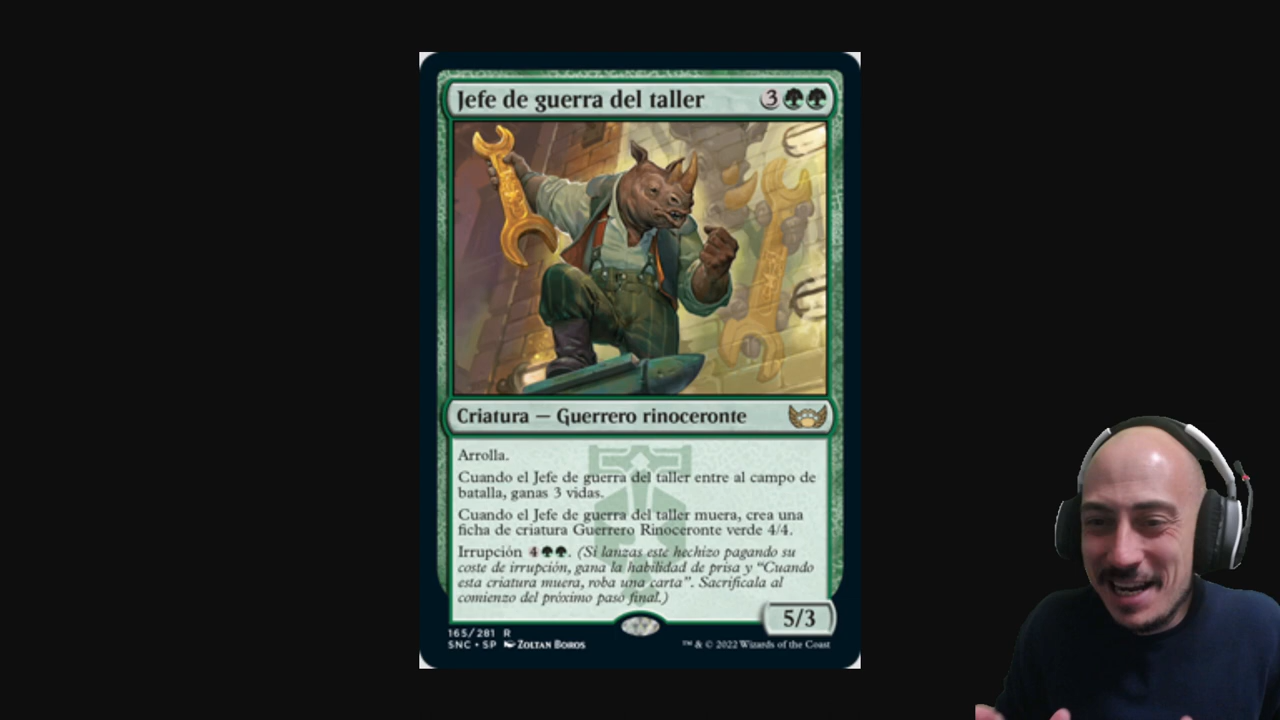 Jefe de guerra del taller 3
Criatura — Guerrero rinoceronte
Arrolla.
Cuando el Jefe de guerra del taller entre al campo de
batalla, ganas 3 vidas.
Cuando el Jefe de guerra del taller muera, crea una
ficha de criatura Guerrero Rinoceronte verde 4/4.
Irrupción 4. (Si lanzas este hechizo pagando su
coste de irrupción, gana la habilidad de prisa y “Cuando
esta criatura muera, roba una carta”. Sacrifícala al
comienzo del próximo paso final.)
5/3
165/281 R
SNC • SP Zoltan Boros
™ & © 2022 Wizards of the Coast